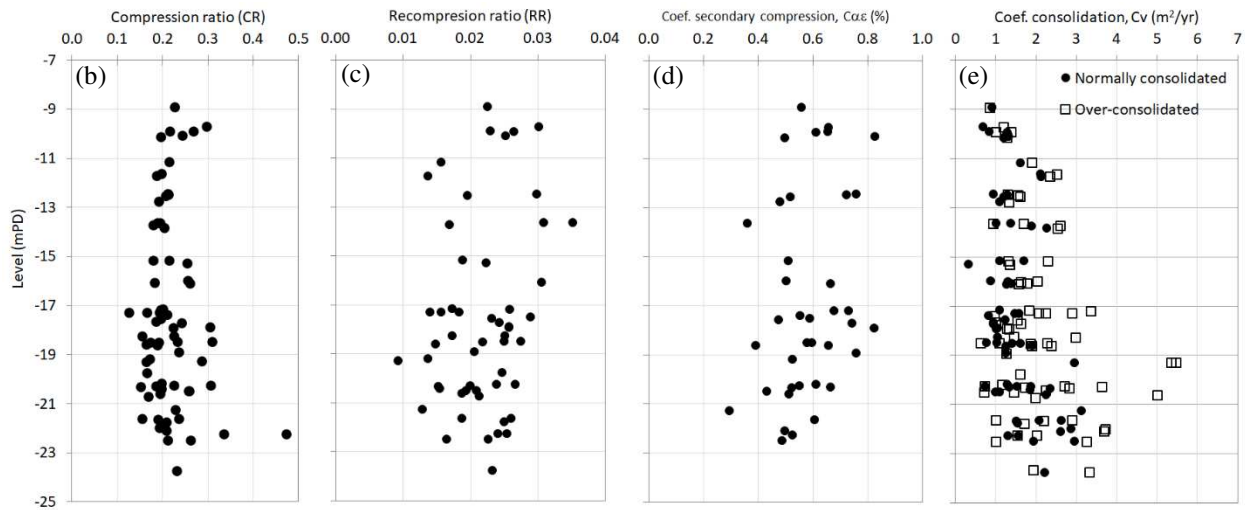 Compression ratio (CR)
0.0 0.1 0.2 0.3 0.4 0.5
Recompresion ratio (RR)
0.00 0.01 0.02 0.03 0.04
Coef. secondary compression, Cαε (%)
0.0 0.2 0.4 0.6 0.8 1.0
Coef. consolidation, Cv (m²/yr)
0 1 2 3 4 5 6 7
Level (mPD)
-7
-9
-11
-13
-15
-17
-19
-21
-23
-25
(b)
(c)
(d)
(e)
Normally consolidated
Over-consolidated